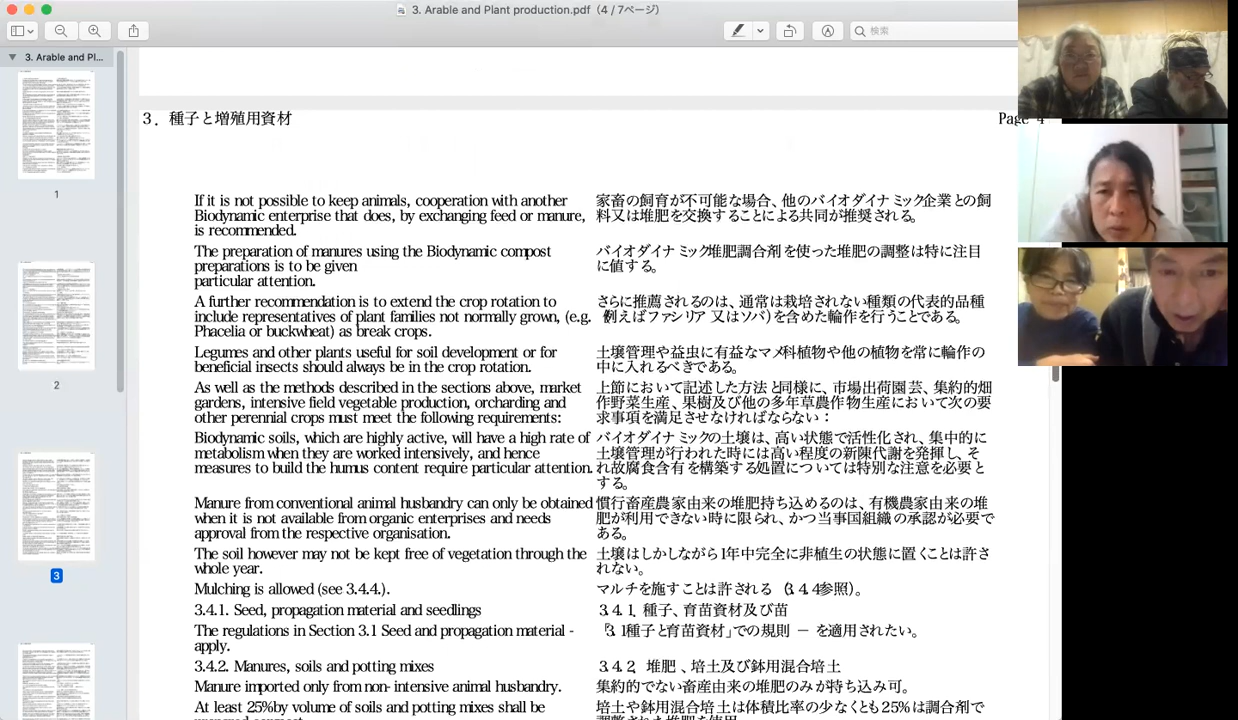 3. Arable and Plant production.pdf（4 / 7ページ）
検索
3. Arable and Pl...
1
2
3
３．種子と増殖用資材
Page 4
If it is not possible to keep animals, cooperation with another
Biodynamic enterprise that does, by exchanging feed or manure,
is recommended.
家畜の飼育が不可能な場合、他のバイオダイナミック企業との飼
料又は堆肥を交換することによる共同が推奨される。
The preparation of manures using the Biodynamic compost
preparations is to be given
particular attention.
バイオダイナミック堆肥調合剤を使った堆肥の調整は特に注目
に値する。
A further recommendation is to extend the crop rotation to
include representatives of plant families not normally grown, (e.g.
Phacelia or buckwheat) as break crops.
さらに推薦されるのは、通常は栽培されない種類の代表的品種
（例えばファシリア 又はソバ）を含めた輪作を行うことである。
Legumes and other plants useful for soil development or for
beneficial insects should always be in the crop rotation.
土壌管理や益虫に有益なマメ科植物や他の植物を常に輪作の
中に入れるべきである。
As well as the methods described in the sections above, market
gardens, intensive field vegetable production, orcharding and
other perennial crops must meet the following requirements:
上節において記述した方法と同様に、市場出荷園芸、集約的畑
作野菜生産、果樹及び他の多年草農作物生産において次の要
求事項を満足させなければならない：
Biodynamic soils, which are highly active, will have a high rate of
metabolism when they are worked intensively, and hence
measures to build the humus content require particular attention.
バイオダイナミックの土壌は、高い状態で活性化され、集中的に
土壌管理が行われた時には高い程度の新陳代謝を発揮し、そ
れ故腐食含有を構築する処置については特別な注意を必要と
する。
Manure from conventional animal husbandry may only be obtained
when it is not available from organic enterprises and needs
approval from the respective organisation.
慣行畜産農家由来の堆肥持ち込めるのは、有機農家由来の堆
肥が利用できない時に限られ、かつ当事国組織の承認が必要で
ある。
The soil however may not be kept free of vegetation through the
whole year.
土壌はしかしながら1年中完全に非植生の状態に置くことは許さ
れない。
Mulching is allowed (see 3.4.4.).
マルチを施すことは許される （3.4.4参照）。
3.4.1. Seed, propagation material and seedlings
3.4.1. 種子、育苗資材及び苗
The regulations in Section 3.1 Seed and propagation material -
apply.
「3.1種子と育苗資材」での規則 － を適用されたい。
3.4.2. Manures, soils and potting mixes
3.4.2. 堆肥 、培土及び鉢用混合培土
Manure imported only from non- intensive animal husbandry.
集約的でない畜産由来の堆肥のみが持ち込み可。
At least 25%by volume of soils and potting mixes shall be
培土や鉢用混合培土は体積比率の少なくとも25%は調合剤で